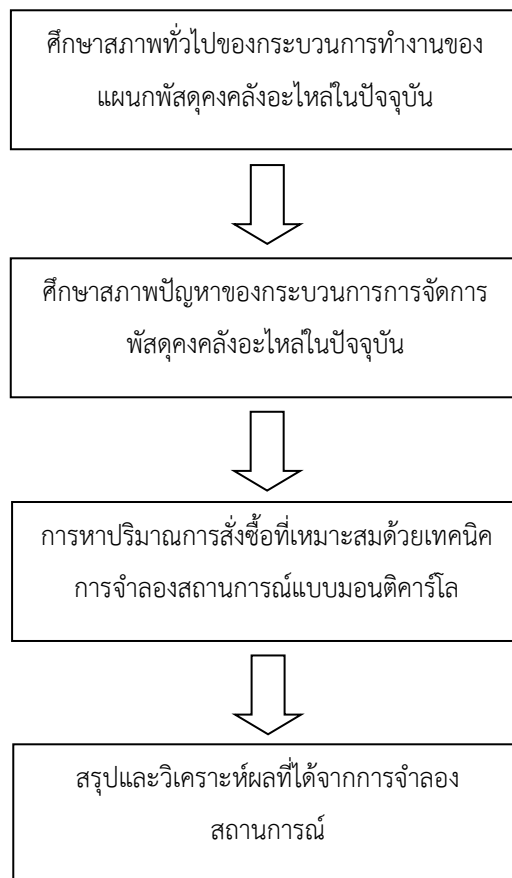 ศึกษาสภาพทั่วไปของกระบวนการทำงานของ
แผนกพัสดุคงคลังอะไหล่ในปัจจุบัน
ศึกษาสภาพปัญหาของกระบวนการการจัดการ
พัสดุคงคลังอะไหล่ในปัจจุบัน
การหาปริมาณการสั่งซื้อที่เหมาะสมด้วยเทคนิค
การจำลองสถานการณ์แบบมอนติคาร์โล
สรุปและวิเคราะห์ผลที่ได้จากการจำลอง
สถานการณ์